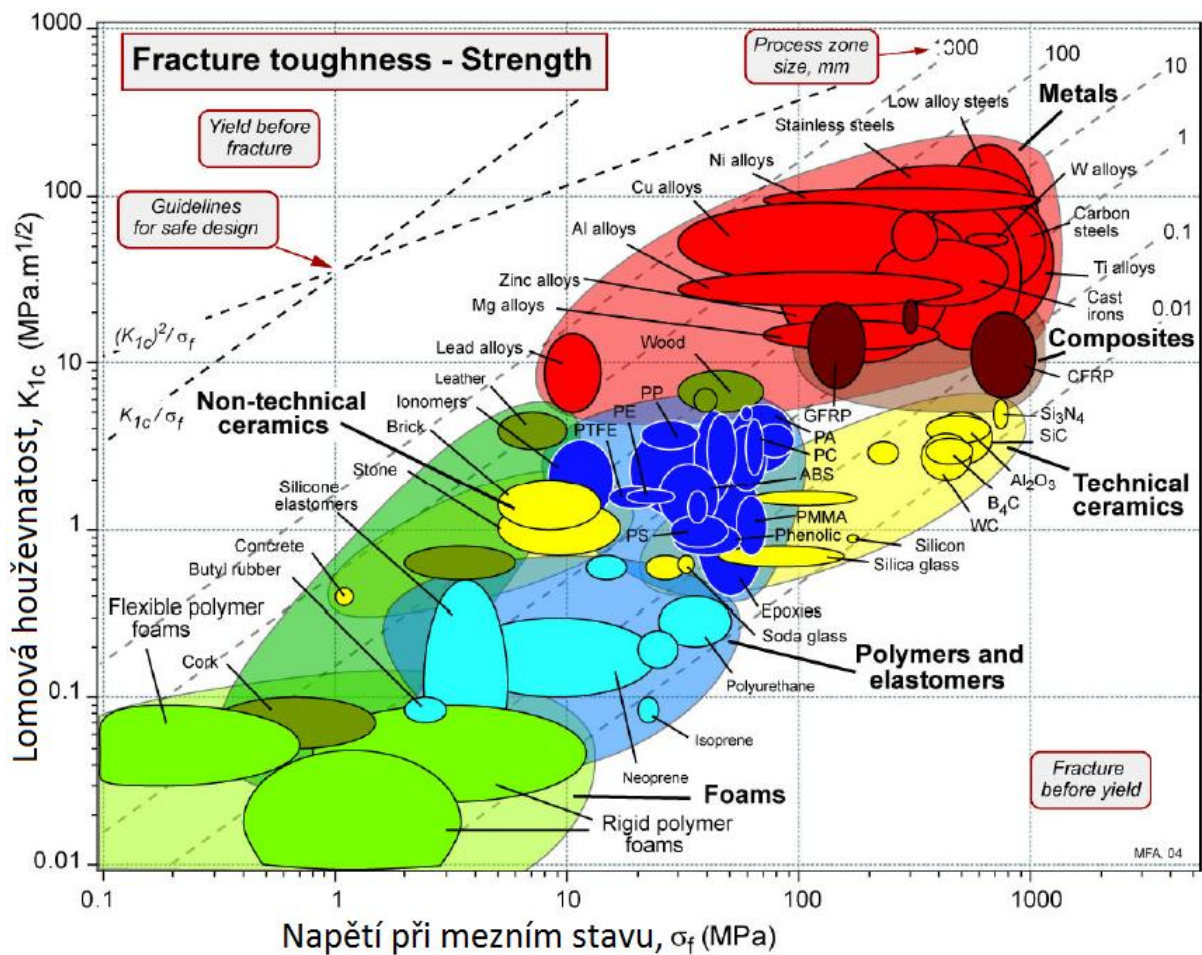 1000
Fracture toughness - Strength
Process zone
size, mm
1000
100
10
1
0.1
0.01
Yield before
fracture
Guidelines
for safe design
Low alloy steels
Metals
Stainless steels
Ni alloys
W alloys
Cu alloys
Carbon
steels
Al alloys
Ti alloys
Zinc alloys
Mg alloys
Cast
irons
Composites
CFRP
(K1c)²/σf
K1c/σf
Lead alloys
Wood
Leather
Ionomers
Non-technical
ceramics
Brick
Stone
PP
PE
PTFE
GFRP
PA
PC
ABS
Si3N4
SiC
Al2O3
Technical
ceramics
B4C
WC
Silicone
elastomers
PS
PMMA
Phenolic
Silicon
Silica glass
Concrete
Butyl rubber
Epoxies
Soda glass
Flexible polymer
foams
Cork
Polymers and
elastomers
Polyurethane
Isoprene
Neoprene
Foams
Rigid polymer
foams
Fracture
before yield
MFA, 04
100
10
1
0.1
0.01
Lomová houževnatost, K1c (MPa.m1/2)
0.1
1
10
100
1000
Napětí při mezním stavu, σf (MPa)